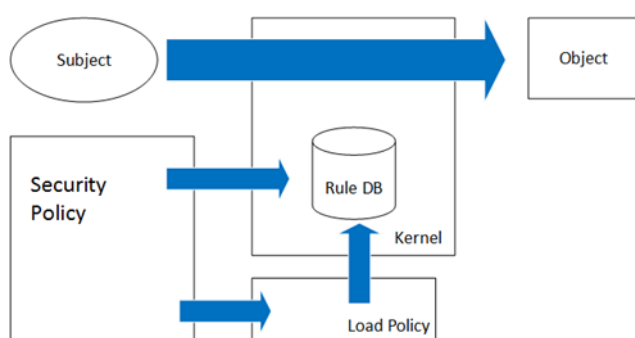 Subject
Object
Security
Policy
Rule DB
Kernel
Load Policy